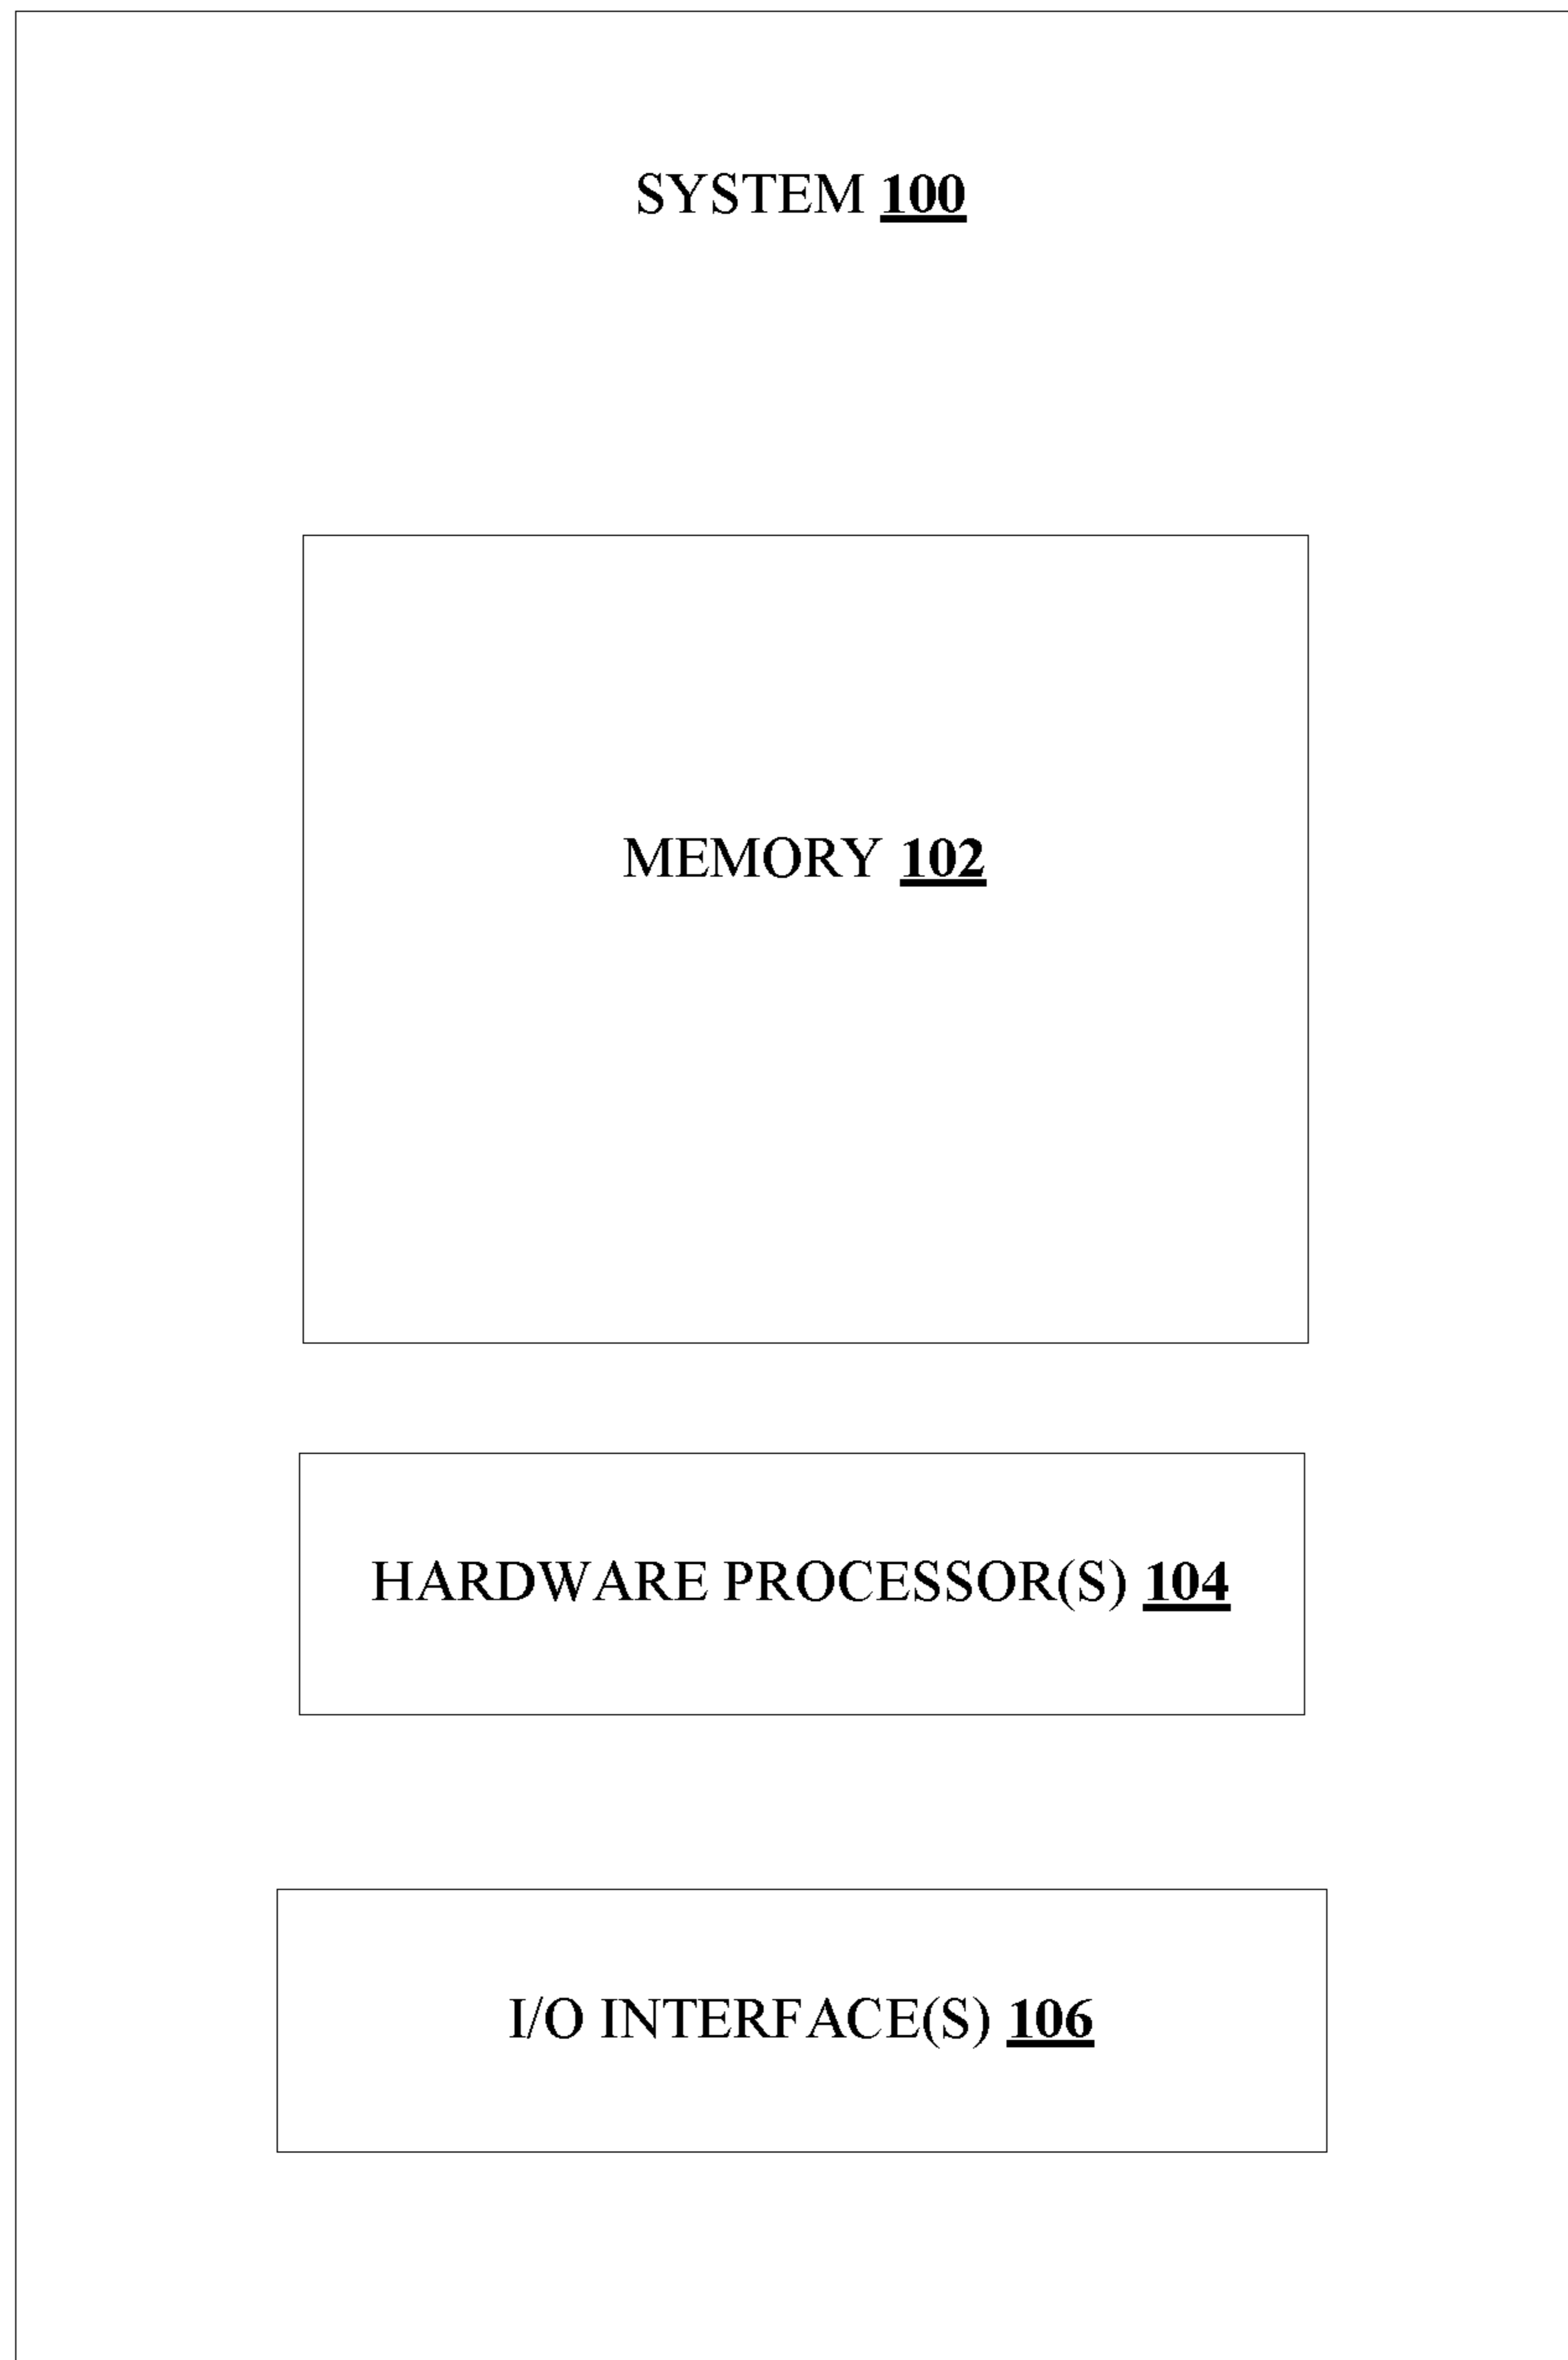 SYSTEM 100
MEMORY 102
HARDWARE PROCESSOR(S) 104
I/O INTERFACE(S) 106